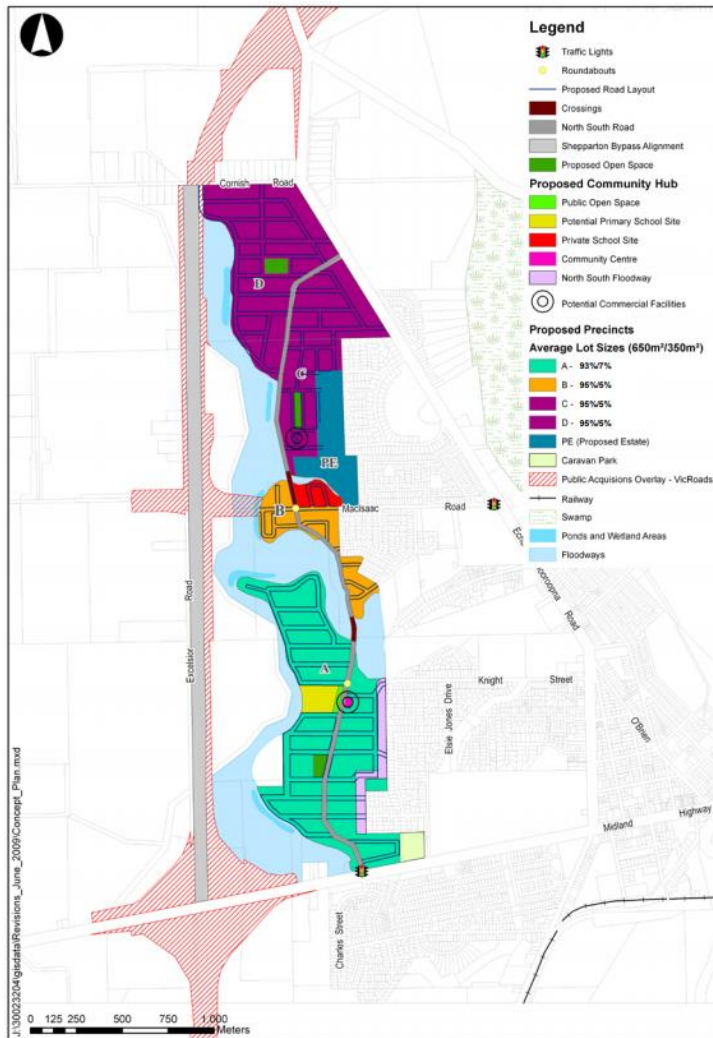 Legend
Traffic Lights
Roundabouts
Proposed Road Layout
Crossings
North South Road
Shepparton Bypass Alignment
Proposed Open Space
Proposed Community Hub
Public Open Space
Potential Primary School Site
Private School Site
Community Centre
North South Floodway
Potential Commercial Facilities
Proposed Precincts
Average Lot Sizes (650m²/350m²)
A - 93%/7%
B - 95%/5%
C - 95%/5%
D - 95%/5%
PE (Proposed Estate)
Caravan Park
Public Acquisions Overlay - VicRoads
Railway
Swamp
Ponds and Wetland Areas
Floodways
Cornish Road
D
C
PE
MacIsaac Road
B
Excelsior Road
Road
A
Knight Street
Elsie Jones Drive
O'Brien
Midland Highway
Charles Street
J:\30023204\gisdata\Revisions_June_2009\Concept_Plan.mxd
0 125 250 500 750 1,000
Meters